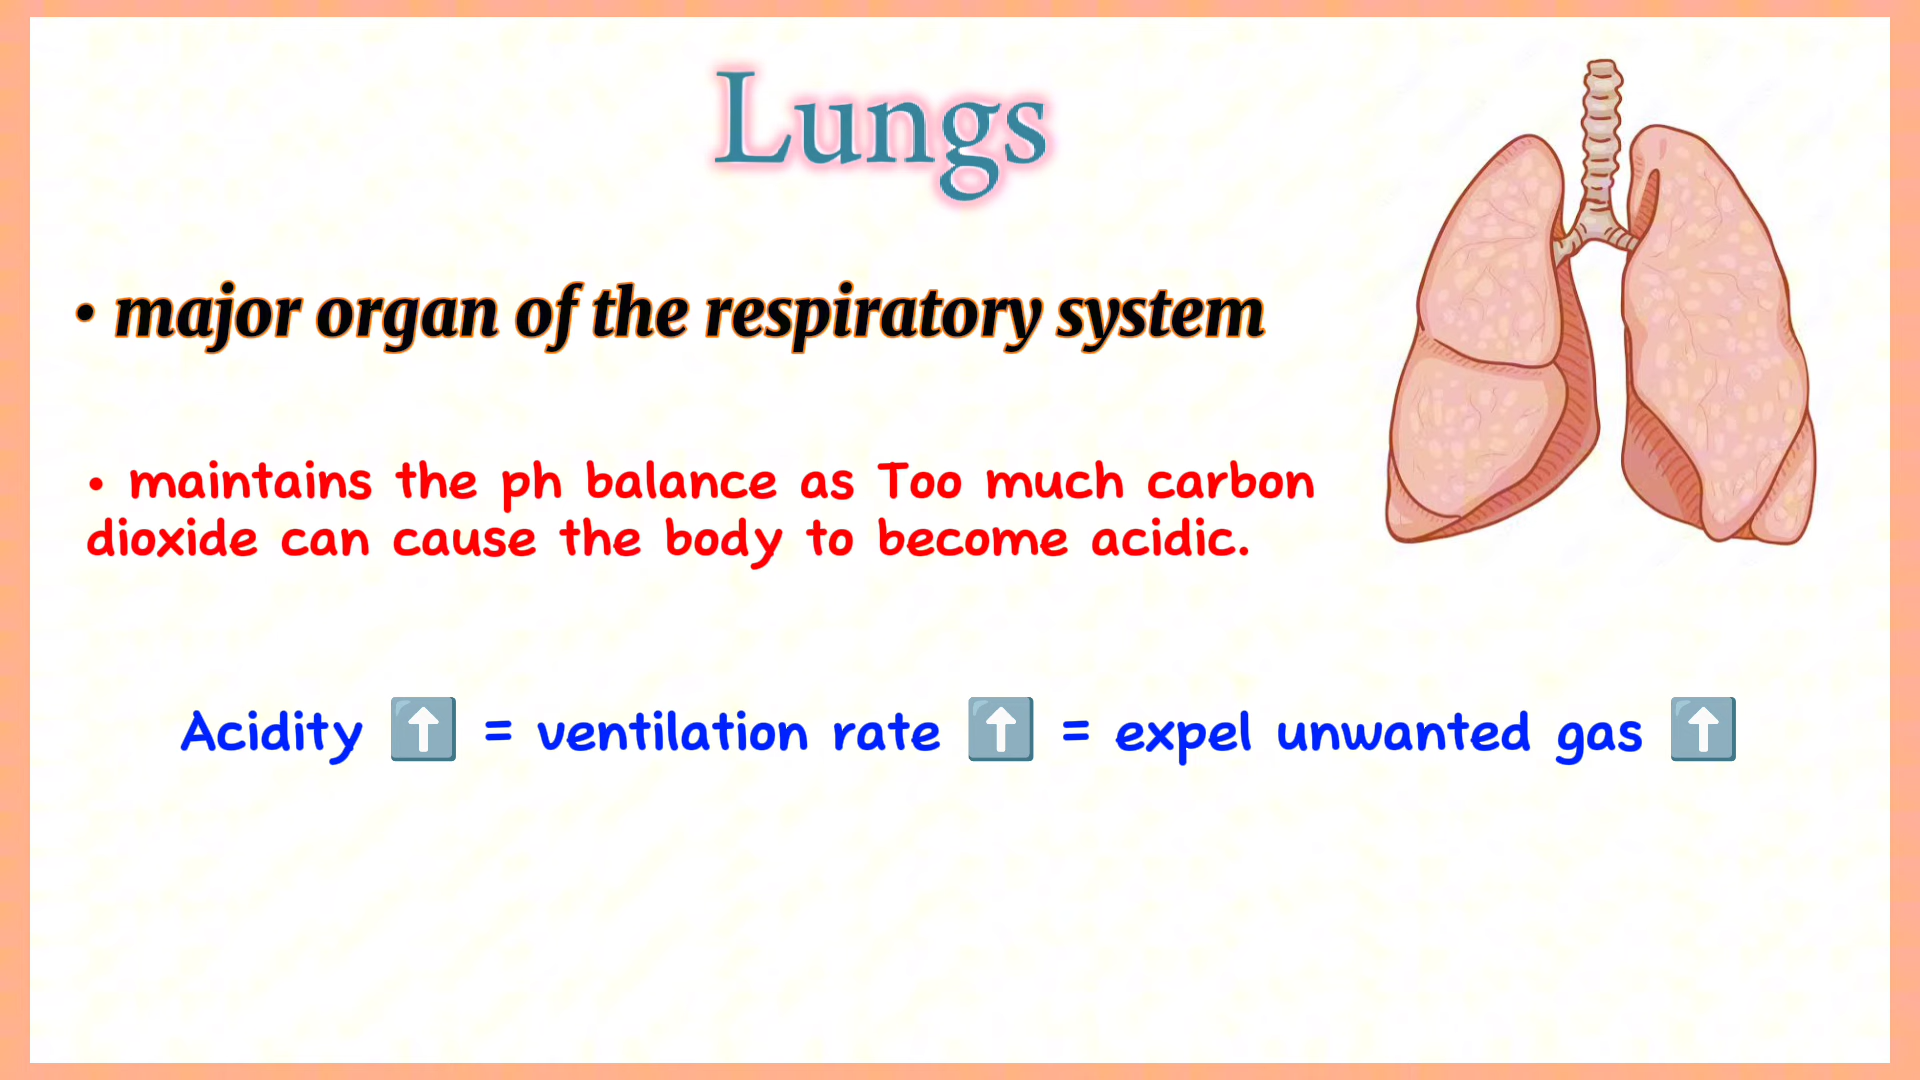 Lungs
• major organ of the respiratory system
• maintains the ph balance as Too much carbon
dioxide can cause the body to become acidic.
Acidity ⬆️ = ventilation rate ⬆️ = expel unwanted gas ⬆️